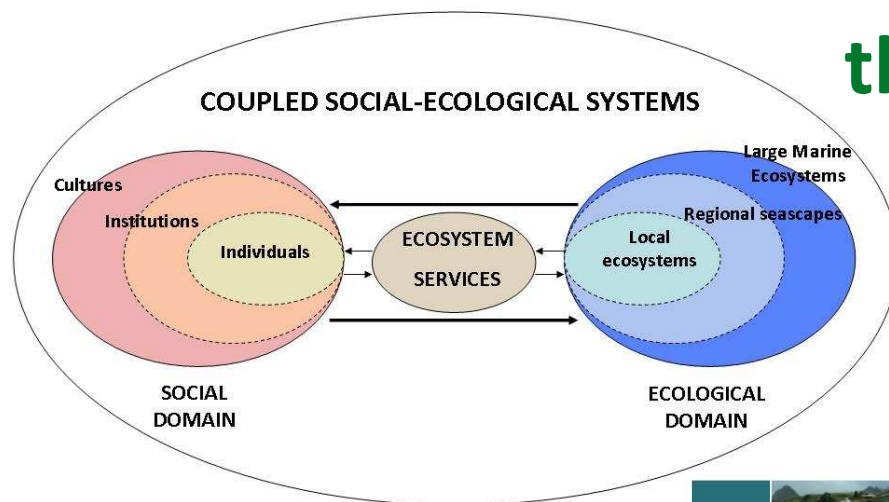 th
COUPLED SOCIAL-ECOLOGICAL SYSTEMS
Cultures
Institutions
Individuals
ECOSYSTEM
SERVICES
Large Marine
Ecosystems
Regional seascapes
Local
ecosystems
SOCIAL
DOMAIN
ECOLOGICAL
DOMAIN